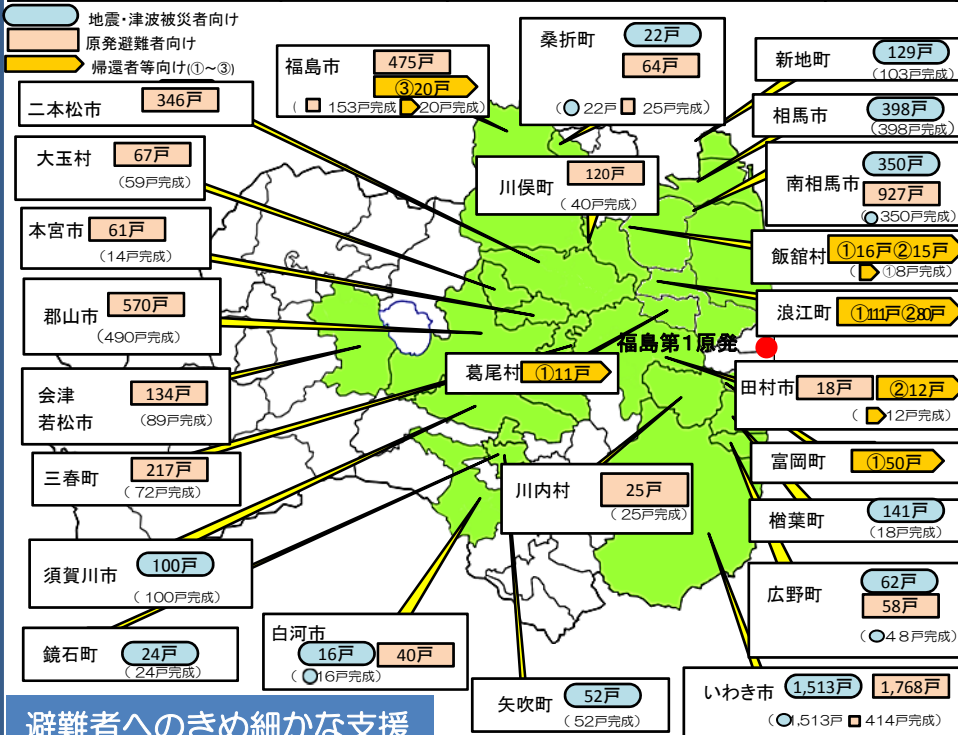 地震・津波被災者向け
原発避難者向け
帰還者等向け(①~③)
福島市
475戸
③20戸
( 153戸完成 20戸完成)
桑折町
22戸
64戸
( 22戸 25戸完成)
新地町
129戸
(103戸完成)
二本松市
346戸
相馬市
398戸
(398戸完成)
大玉村
67戸
(59戸完成)
川俣町
120戸
(40戸完成)
南相馬市
350戸
927戸
( 350戸完成)
本宮市
61戸
(14戸完成)
飯舘村
①16戸②15戸
( ①8戸完成)
郡山市
570戸
(490戸完成)
浪江町
①111戸②80戸
福島第1原発
葛尾村
①11戸
田村市
18戸
②12戸
( 12戸完成)
会津
若松市
134戸
(89戸完成)
富岡町
①50戸
三春町
217戸
(72戸完成)
川内村
25戸
(25戸完成)
楢葉町
141戸
(18戸完成)
須賀川市
100戸
(100戸完成)
広野町
62戸
58戸
( 48戸完成)
鏡石町
24戸
(24戸完成)
白河市
16戸
40戸
( 16戸完成)
矢吹町
52戸
(52戸完成)
いわき市
1,513戸
1,768戸
( 1,513戸 414戸完成)
避難者へのきめ細かな支援